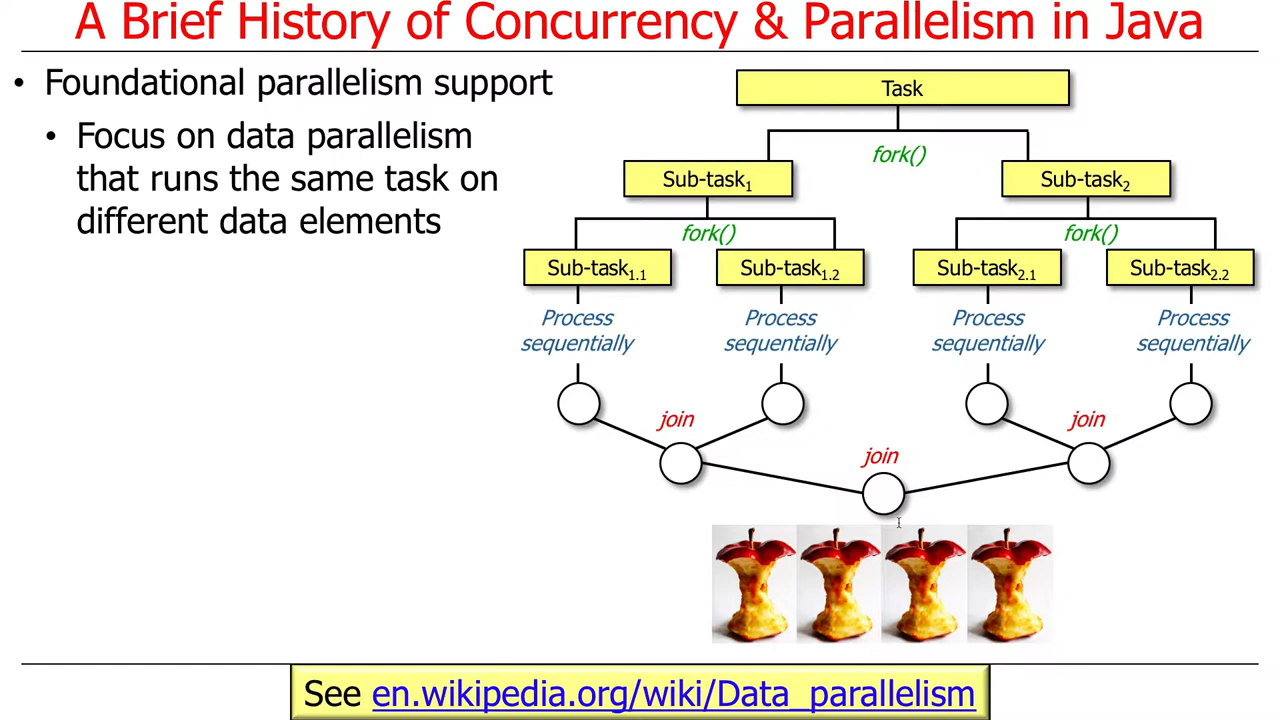 A Brief History of Concurrency & Parallelism in Java
• Foundational parallelism support
• Focus on data parallelism
that runs the same task on
different data elements
Task
fork()
Sub-task1
Sub-task2
fork()
fork()
Sub-task1.1
Sub-task1.2
Sub-task2.1
Sub-task2.2
Process
sequentially
Process
sequentially
Process
sequentially
Process
sequentially
join
join
join
See en.wikipedia.org/wiki/Data_parallelism